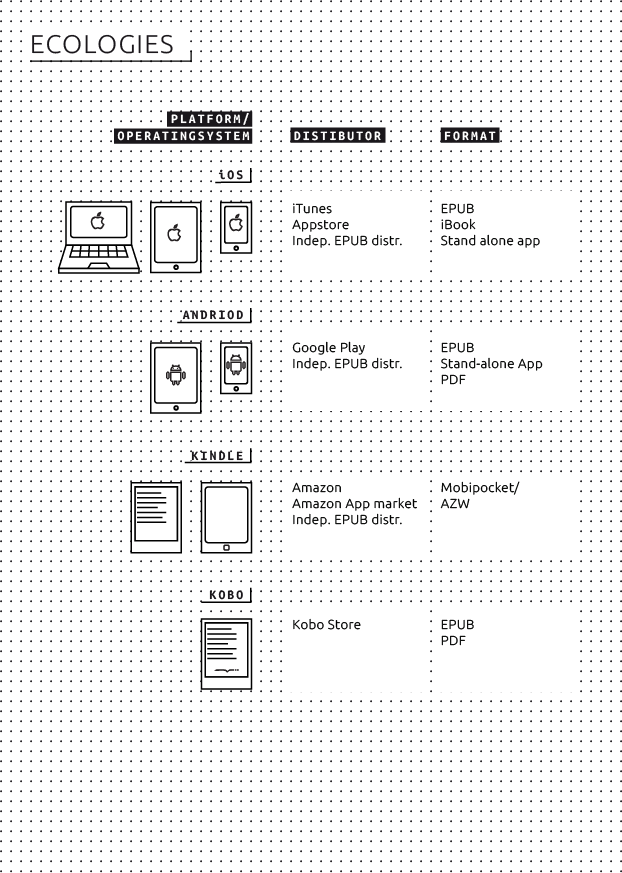 ECOLOGIES
PLATFORM/
OPERATINGSYSTEM
DISTIBUTOR
FORMAT
iOS
iTunes
Appstore
Indep. EPUB distr.
EPUB
iBook
Stand alone app
ANDRIOD
Google Play
Indep. EPUB distr.
EPUB
Stand-alone App
PDF
KINDLE
Amazon
Amazon App market
Indep. EPUB distr.
Mobipocket/
AZW
KOBO
Kobo Store
EPUB
PDF